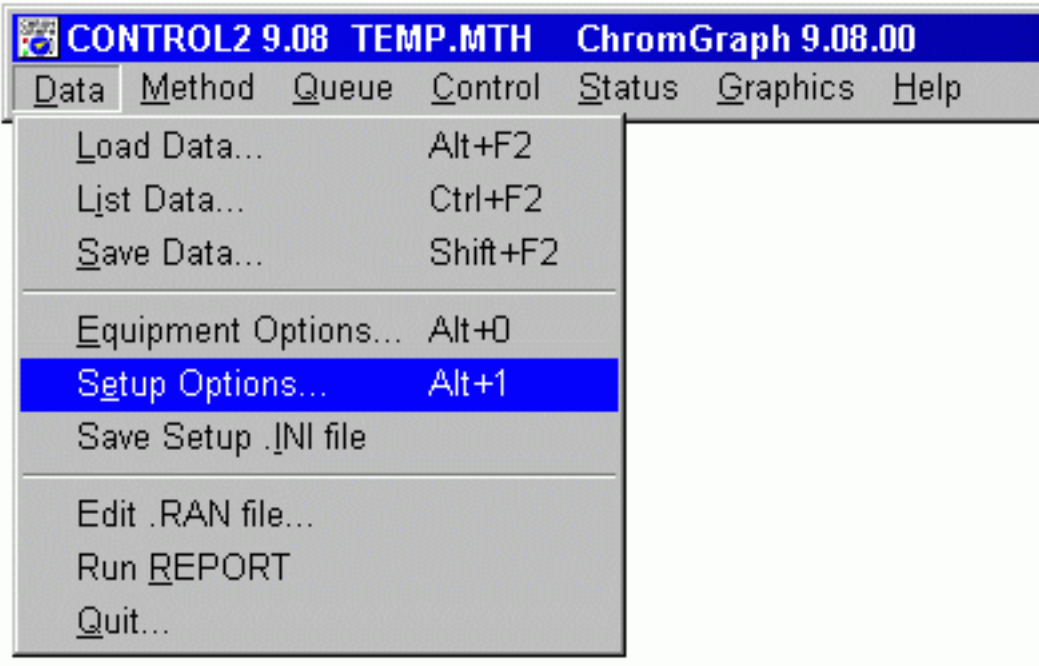 CONTROL2 9.08 TEMP.MTH ChromGraph 9.08.00
Data Method Queue Control Status Graphics Help
Load Data... Alt+F2
List Data... Ctrl+F2
Save Data... Shift+F2
Equipment Options... Alt+0
Setup Options... Alt+1
Save Setup .INI file
Edit .RAN file...
Run REPORT
Quit...